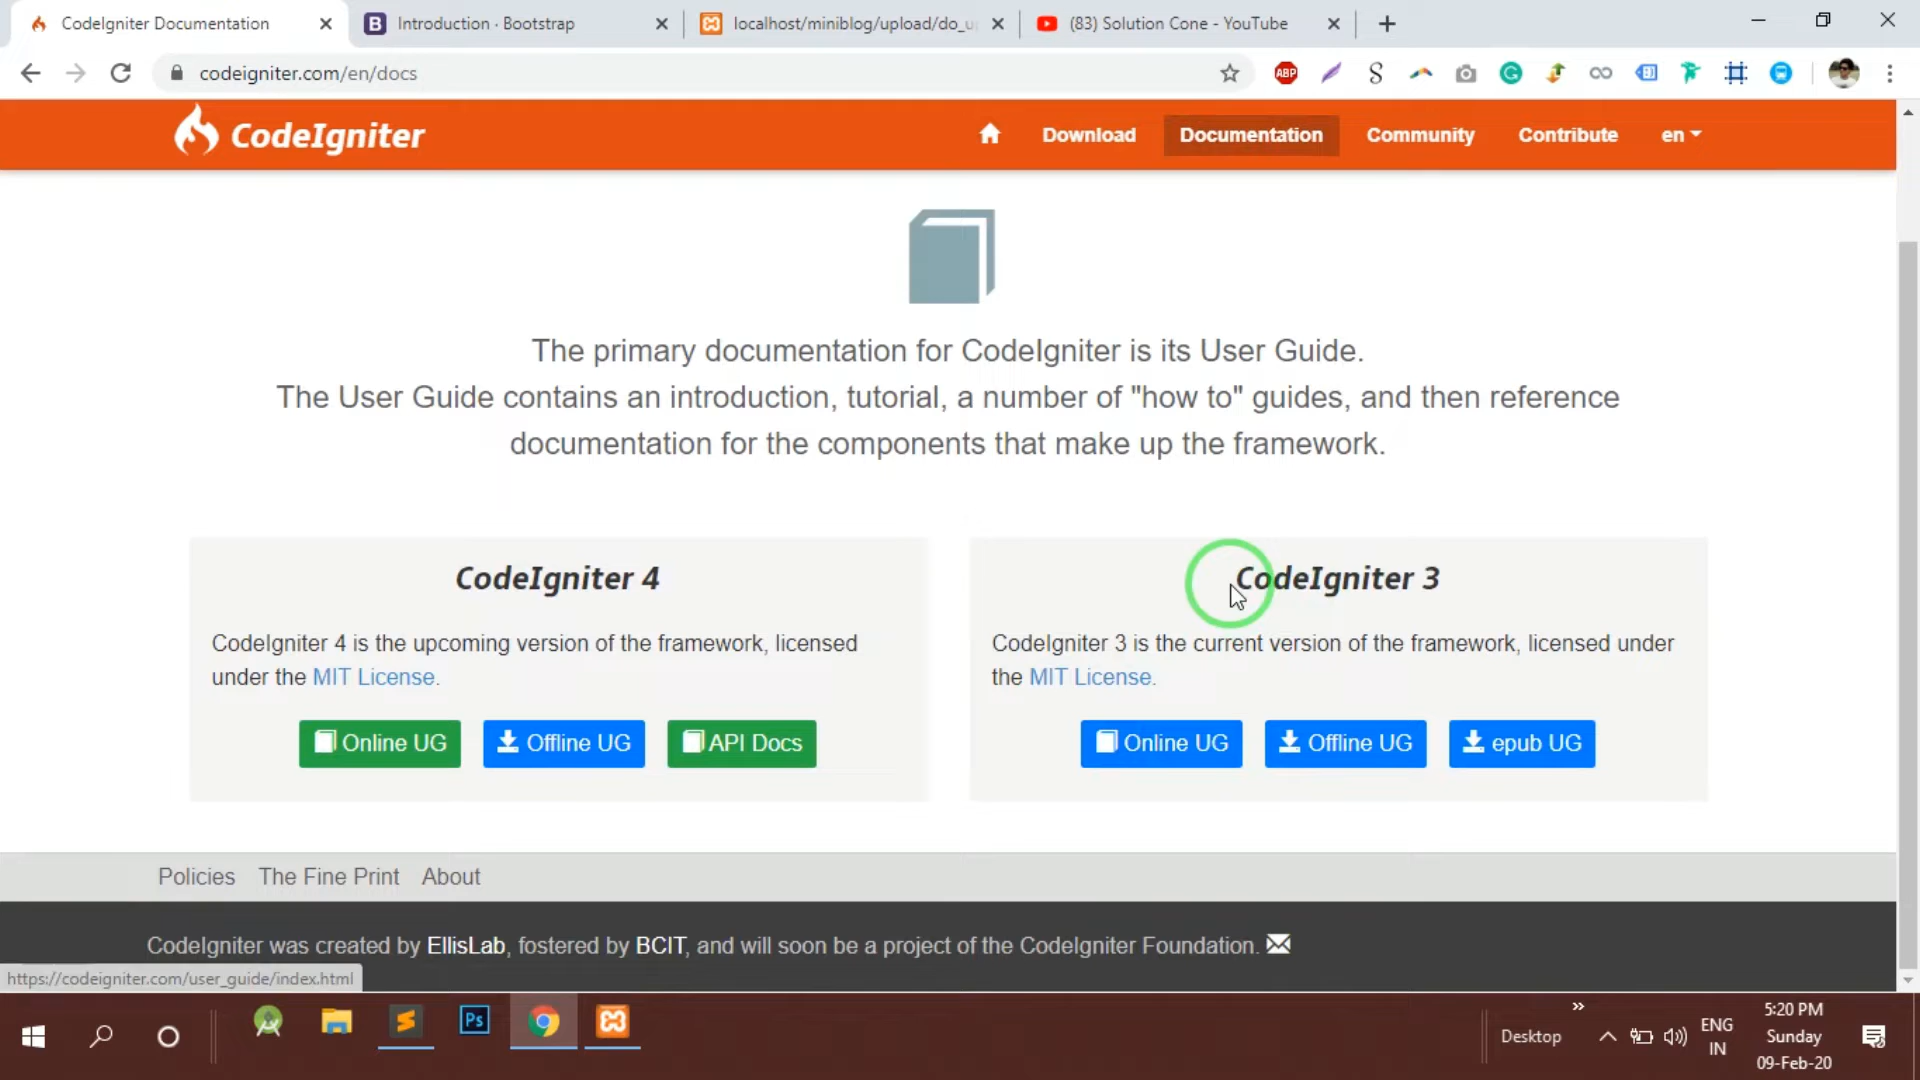 CodeIgniter Documentation
Introduction · Bootstrap
localhost/miniblog/upload/do_u
(83) Solution Cone - YouTube
codeigniter.com/en/docs
ABP
CodeIgniter
Download
Documentation
Community
Contribute
en
The primary documentation for CodeIgniter is its User Guide.
The User Guide contains an introduction, tutorial, a number of "how to" guides, and then reference
documentation for the components that make up the framework.
CodeIgniter 4
CodeIgniter 4 is the upcoming version of the framework, licensed
under the MIT License.
Online UG
Offline UG
API Docs
CodeIgniter 3
CodeIgniter 3 is the current version of the framework, licensed under
the MIT License.
Online UG
Offline UG
epub UG
Policies
The Fine Print
About
CodeIgniter was created by EllisLab, fostered by BCIT, and will soon be a project of the CodeIgniter Foundation.
https://codeigniter.com/user_guide/index.html
Ps
Desktop
ENG
IN
5:20 PM
Sunday
09-Feb-20